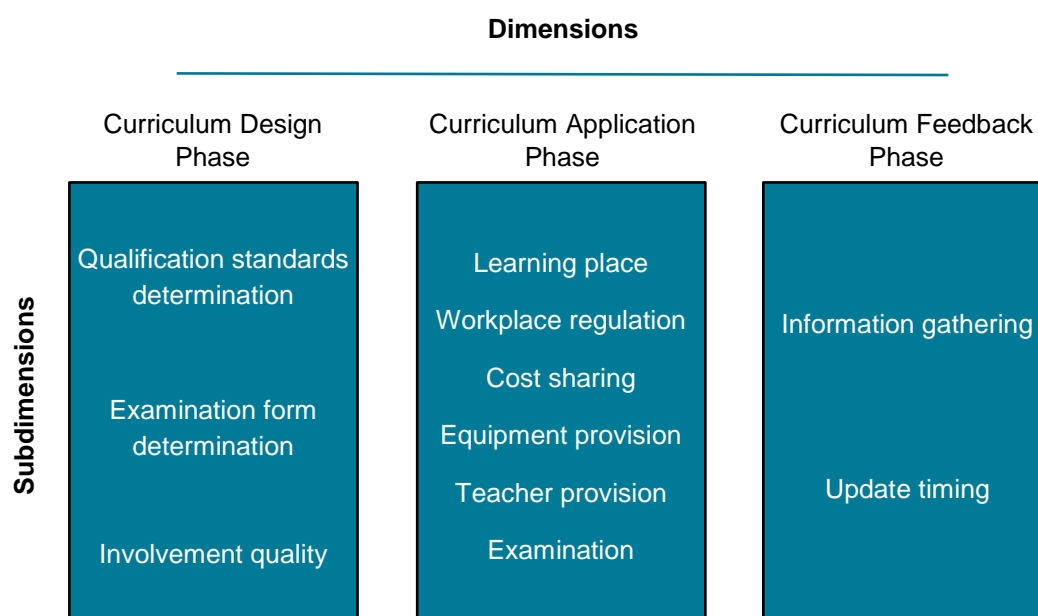 Dimensions
Curriculum Design
Phase
Curriculum Application
Phase
Curriculum Feedback
Phase
Subdimensions
Qualification standards
determination
Examination form
determination
Involvement quality
Learning place
Workplace regulation
Cost sharing
Equipment provision
Teacher provision
Examination
Information gathering
Update timing